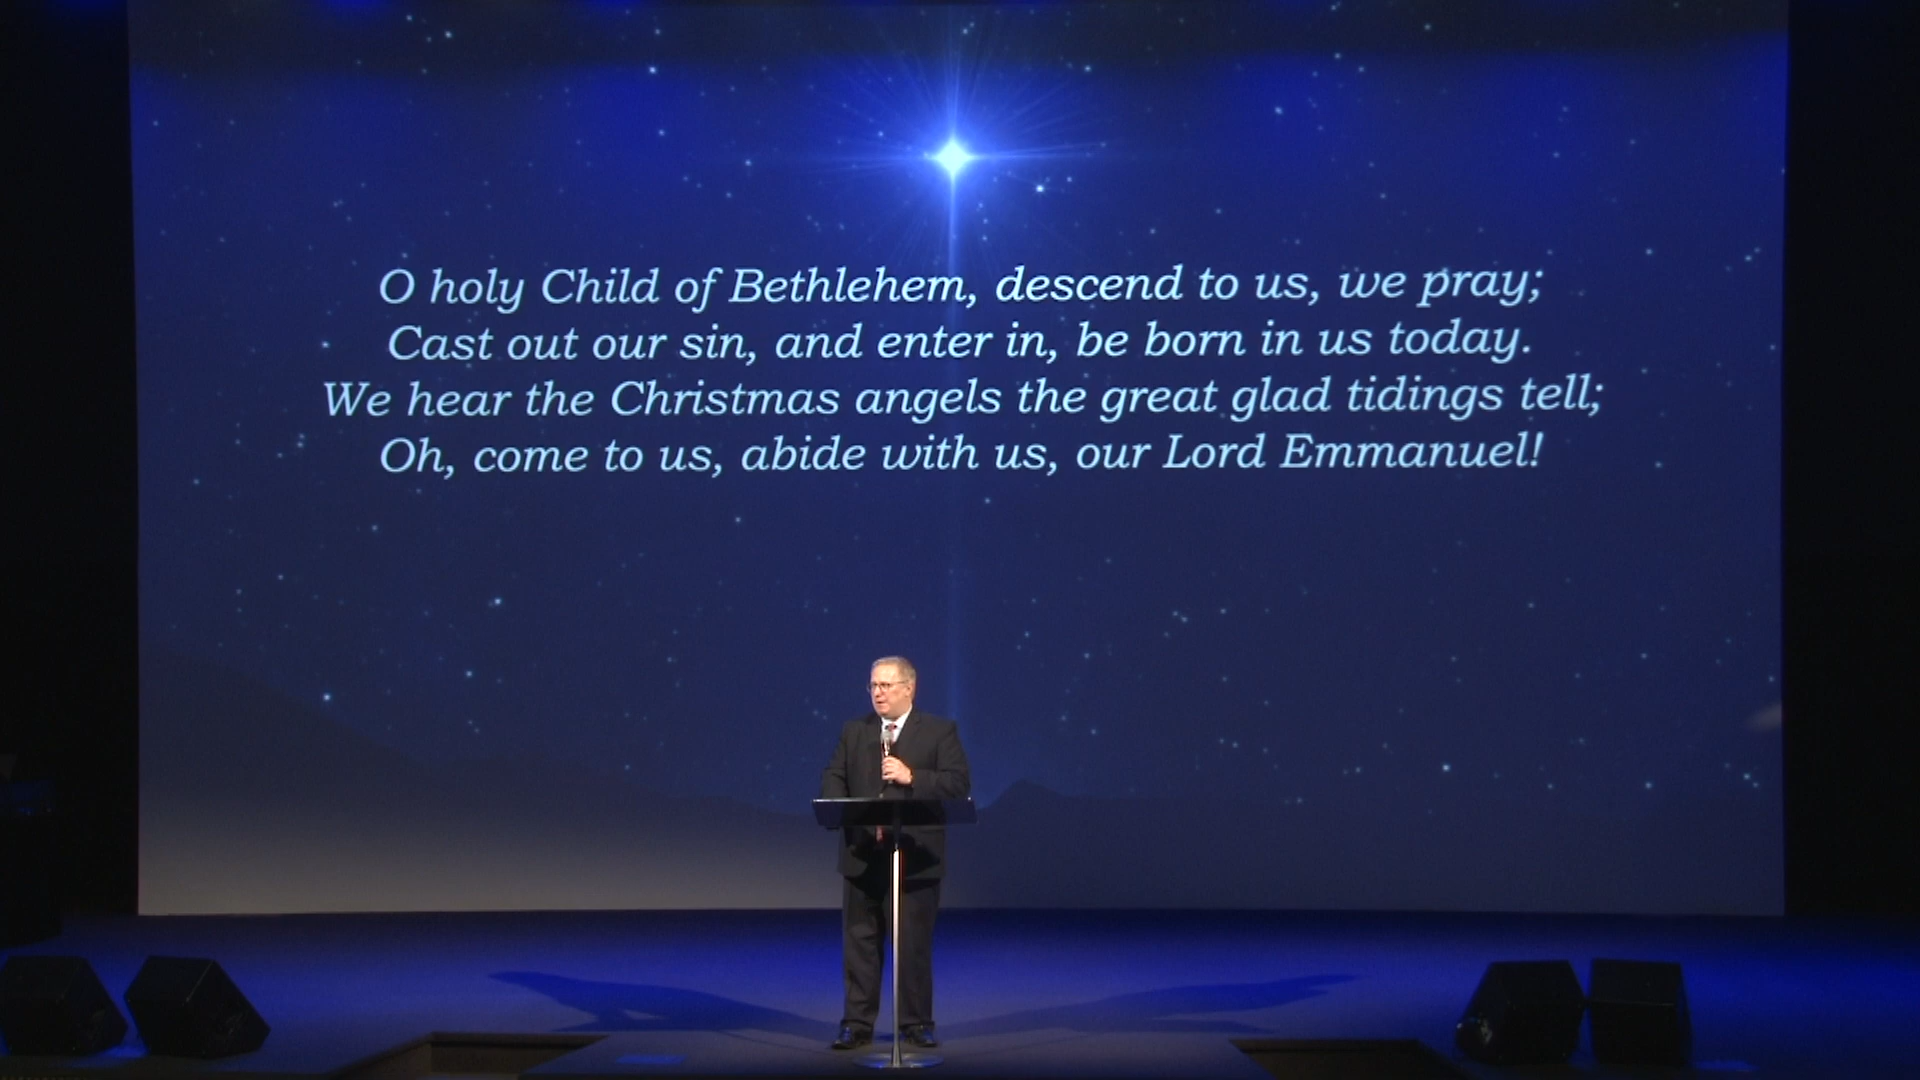 O holy Child of Bethlehem, descend to us, we pray;
Cast out our sin, and enter in, be born in us today.
We hear the Christmas angels the great glad tidings tell;
Oh, come to us, abide with us, our Lord Emmanuel!